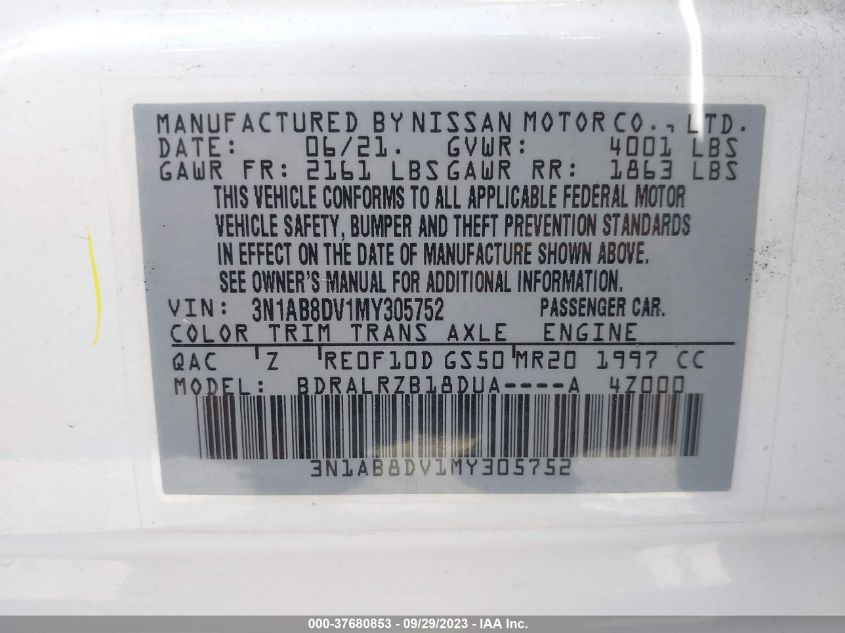 MANUFACTURED BY NISSAN MOTOR CO., LTD.
DATE: 06/21. GVWR: 4001 LBS
GAWR FR: 2161 LBS GAWR RR: 1863 LBS
THIS VEHICLE CONFORMS TO ALL APPLICABLE FEDERAL MOTOR
VEHICLE SAFETY, BUMPER AND THEFT PREVENTION STANDARDS
IN EFFECT ON THE DATE OF MANUFACTURE SHOWN ABOVE.
SEE OWNER'S MANUAL FOR ADDITIONAL INFORMATION.
VIN: 3N1AB8DV1MY305752 PASSENGER CAR.
COLOR TRIM TRANS AXLE ENGINE
QAC Z RE0F10D GS50 MR20 1997 CC
MODEL: BDRALRZB18DUA----A 4Z000
3N1AB8DV1MY305752
000-37680853 - 09/29/2023 - IAA Inc.